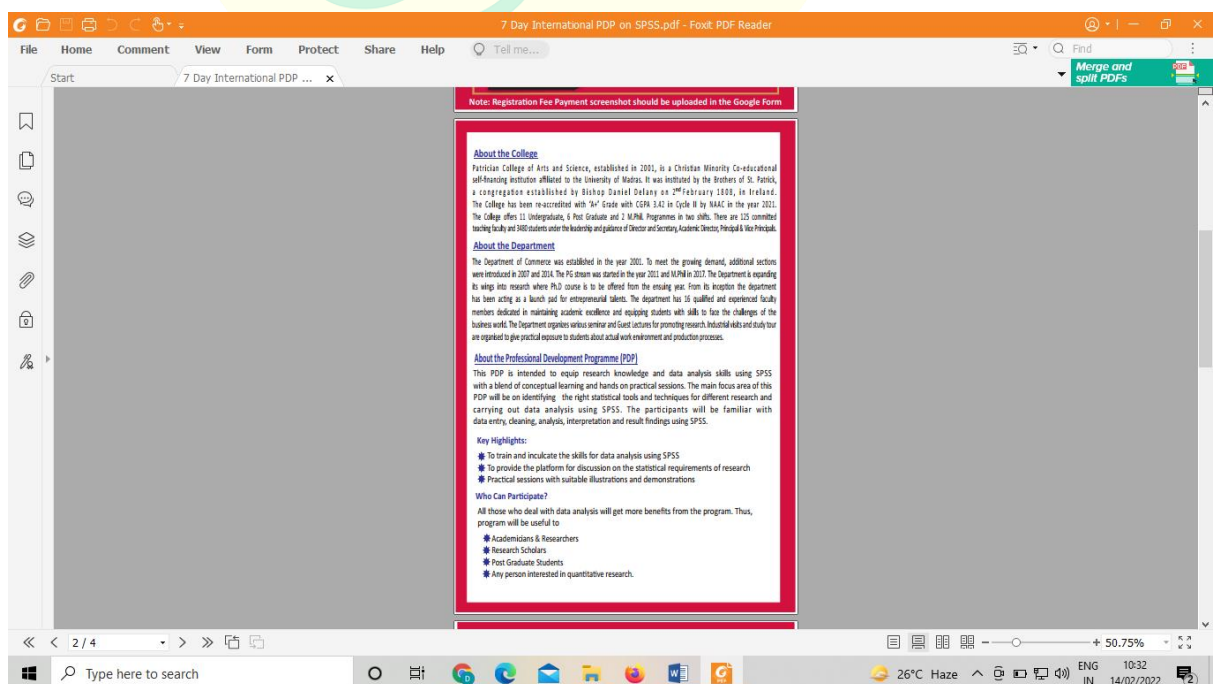 7 Day International PDP on SPSS.pdf - Foxit PDF Reader
File Home Comment View Form Protect Share Help Tell me... Find
Start 7 Day International PDP ... x Merge and
split PDFs
Note: Registration Fee Payment screenshot should be uploaded in the Google Form
About the College
Patrician College of Arts and Science, established in 2001, is a Christian Minority Co-educational
self-financing institution affiliated to the University of Madras. It was instituted by the Brothers of St. Patrick,
a congregation established by Bishop Daniel Delany on 2nd February 1808, in Ireland.
The College has been re-accredited with 'A+' Grade with CGPA 3.42 in Cycle II by NAAC in the year 2021.
The College offers 11 Undergraduate, 6 Post Graduate and 2 M.Phil. Programmes in two shifts. There are 125 committed
teaching faculty and 3480 students under the leadership and guidance of Director and Secretary, Academic Director, Principal & Vice Principals.
About the Department
The Department of Commerce was established in the year 2001. To meet the growing demand, additional sections
were introduced in 2007 and 2014. The PG stream was started in the year 2011 and M.Phil in 2017. The Department is expanding
its wings into research where Ph.D course is to be offered from the ensuing year. From its inception the department
has been acting as a launch pad for entrepreneurial talents. The department has 16 qualified and experienced faculty
members dedicated in maintaining academic excellence and equipping students with skills to face the challenges of the
business world. The Department organizes various seminar and Guest Lectures for promoting research. Industrial visits and study tour
are organised to give practical exposure to students about actual work environment and production processes.
About the Professional Development Programme (PDP)
This PDP is intended to equip research knowledge and data analysis skills using SPSS
with a blend of conceptual learning and hands on practical sessions. The main focus area of this
PDP will be on identifying the right statistical tools and techniques for different research and
carrying out data analysis using SPSS. The participants will be familiar with
data entry, cleaning, analysis, interpretation and result findings using SPSS.
Key Highlights:
To train and inculcate the skills for data analysis using SPSS
To provide the platform for discussion on the statistical requirements of research
Practical sessions with suitable illustrations and demonstrations
Who Can Participate?
All those who deal with data analysis will get more benefits from the program. Thus,
program will be useful to
Academicians & Researchers
Research Scholars
Post Graduate Students
Any person interested in quantitative research.
2 / 4 50.75%
Type here to search 26°C Haze ENG 10:32
IN 14/02/2022 2